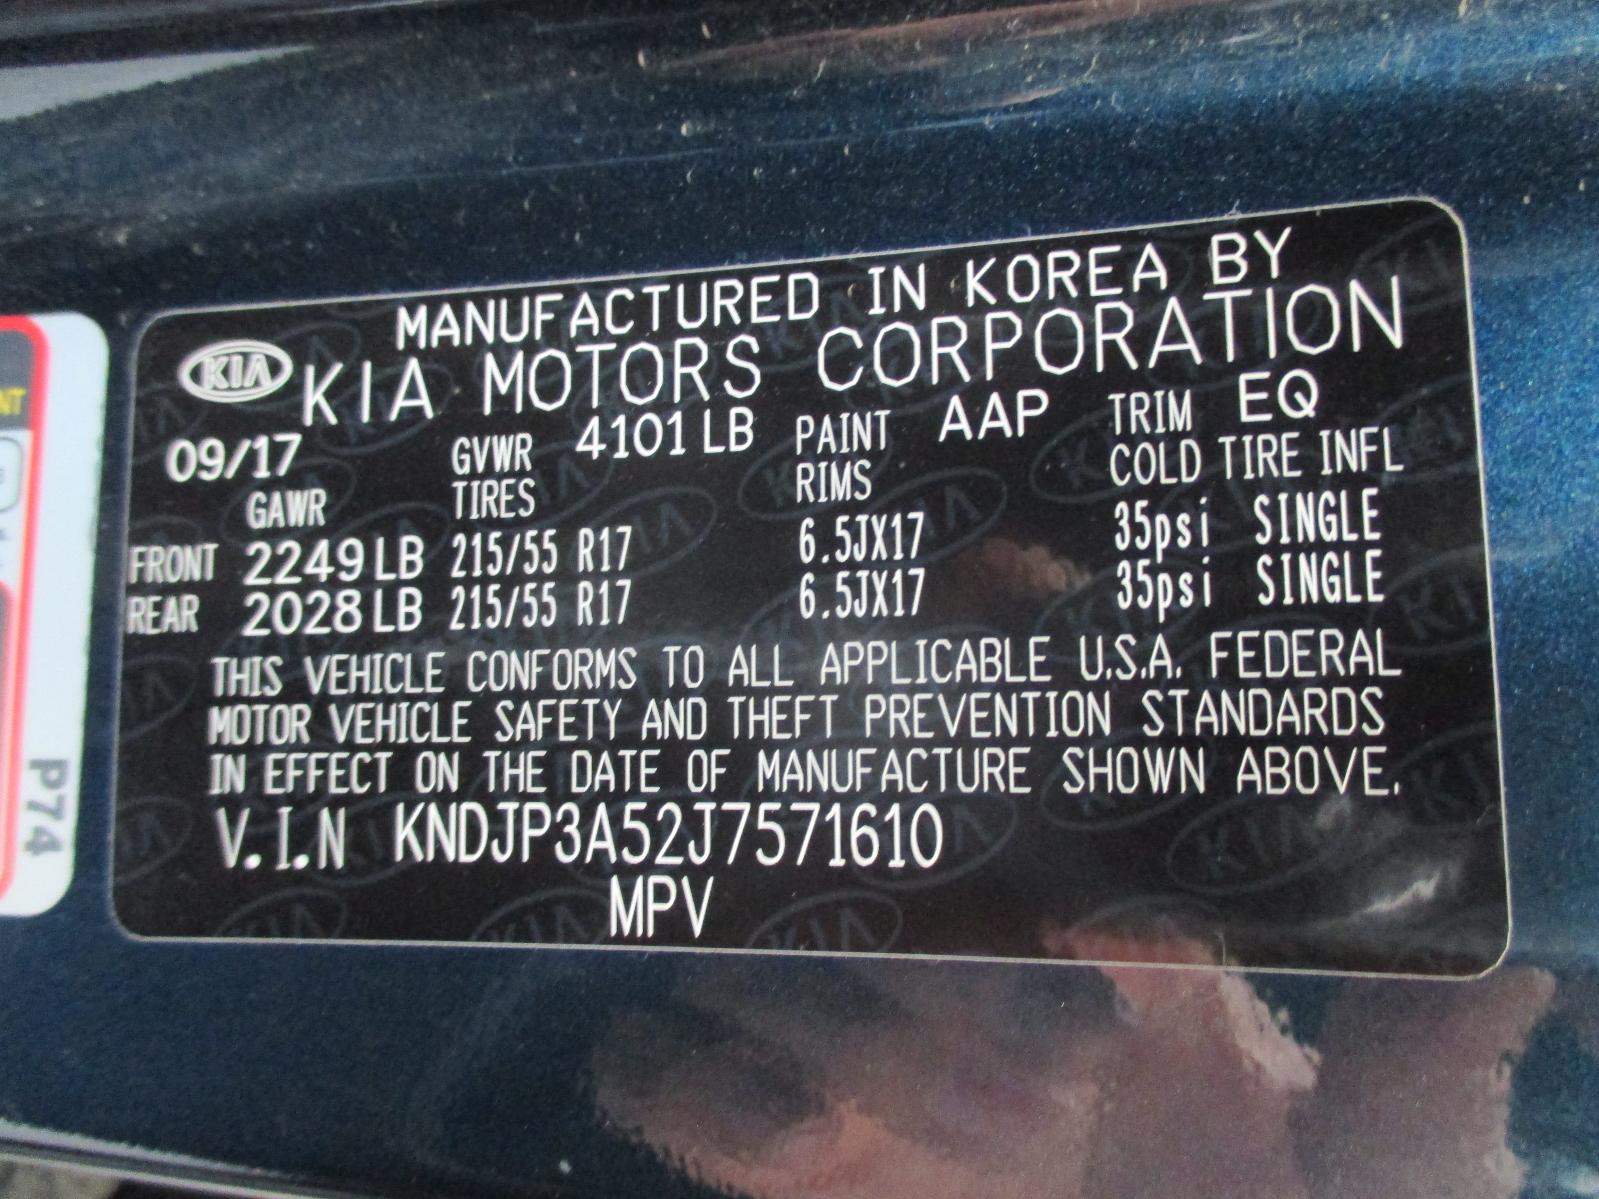 MANUFACTURED IN KOREA BY
KIA KIA MOTORS CORPORATION
09/17 GVWR 4101 LB PAINT AAP TRIM EQ
GAWR TIRES RIMS COLD TIRE INFL
FRONT 2249 LB 215/55 R17 6.5JX17 35psi SINGLE
REAR 2028 LB 215/55 R17 6.5JX17 35psi SINGLE
THIS VEHICLE CONFORMS TO ALL APPLICABLE U.S.A. FEDERAL
MOTOR VEHICLE SAFETY AND THEFT PREVENTION STANDARDS
IN EFFECT ON THE DATE OF MANUFACTURE SHOWN ABOVE.
V.I.N KNDJP3A52J7571610
MPV
P74